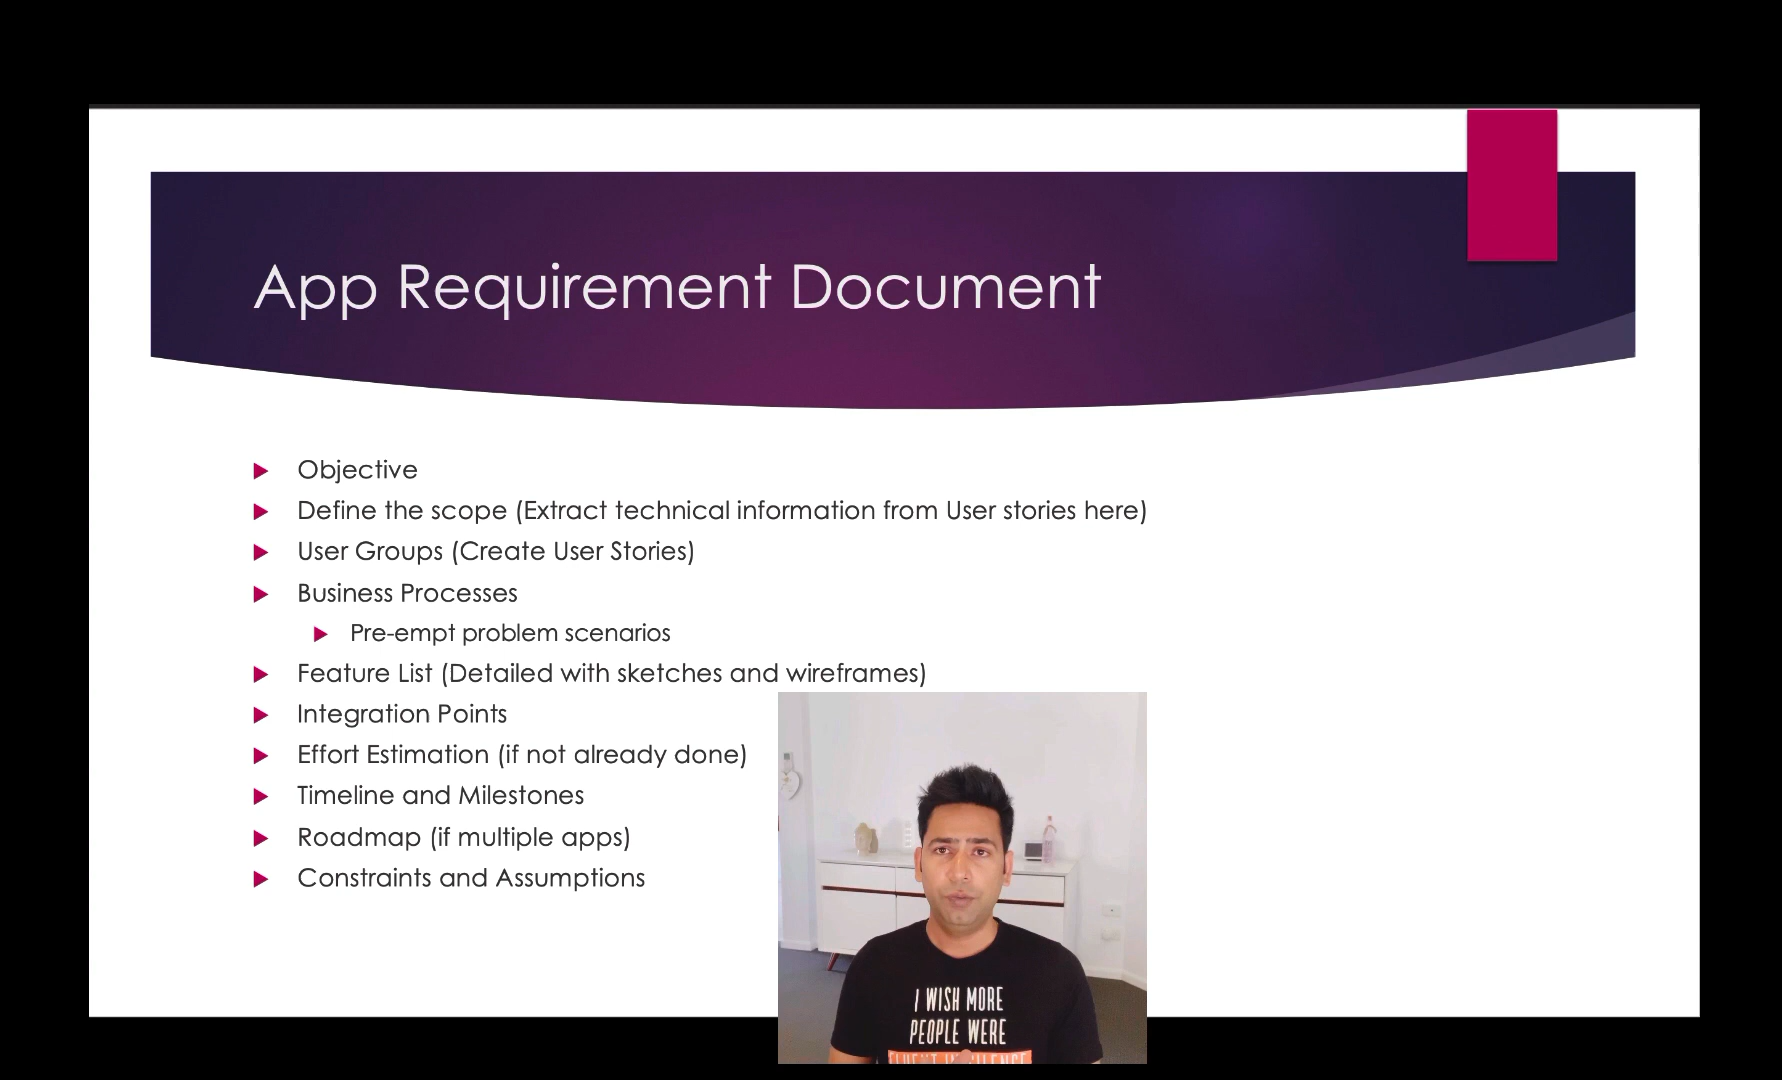 App Requirement Document
Objective
Define the scope (Extract technical information from User stories here)
User Groups (Create User Stories)
Business Processes
Pre-empt problem scenarios
Feature List (Detailed with sketches and wireframes)
Integration Points
Effort Estimation (if not already done)
Timeline and Milestones
Roadmap (if multiple apps)
Constraints and Assumptions
I WISH MORE
PEOPLE WERE